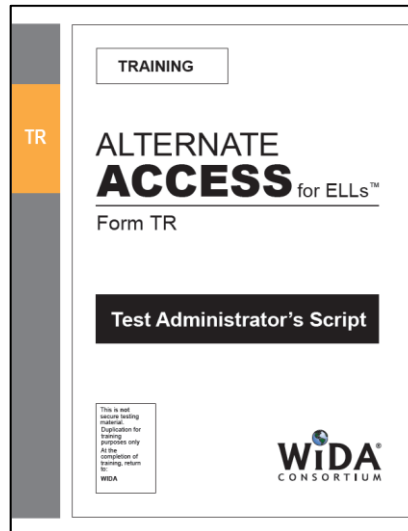 TRAINING
TR
ALTERNATE
ACCESS for ELLs™
Form TR
Test Administrator's Script
This is not
secure testing
material.
Duplication for
training
purposes only
At the
completion of
training, return
to:
WIDA
WiDA®
CONSORTIUM